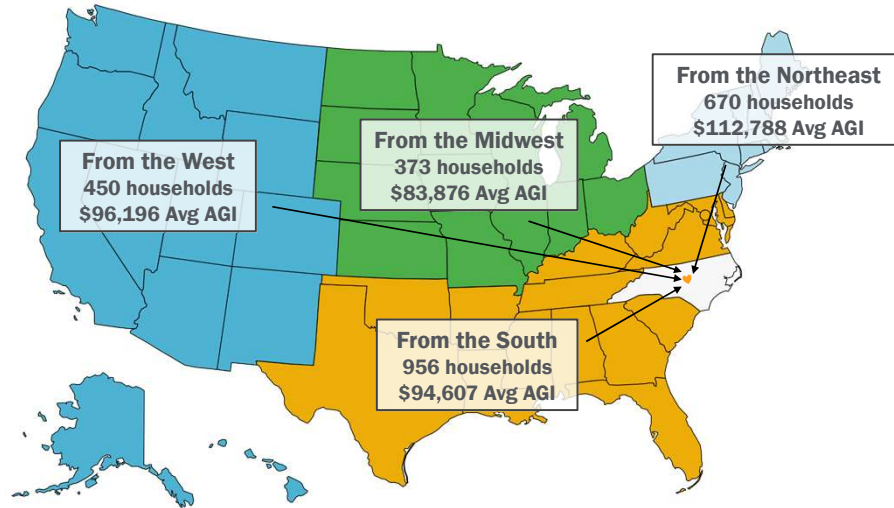 From the Northeast
670 households
$112,788 Avg AGI
From the Midwest
373 households
$83,876 Avg AGI
From the West
450 households
$96,196 Avg AGI
From the South
956 households
$94,607 Avg AGI